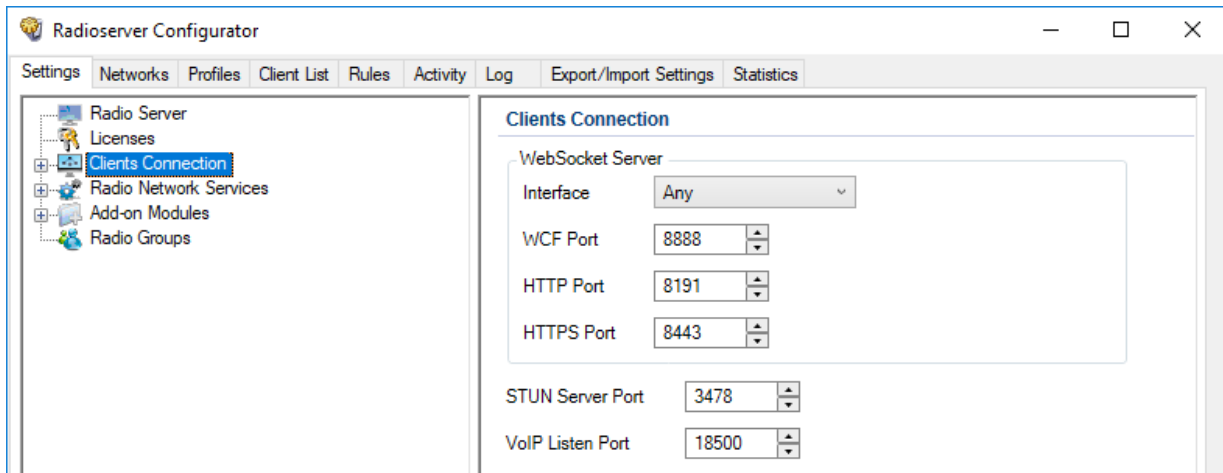 Radioserver Configurator
Settings Networks Profiles Client List Rules Activity Log Export/Import Settings Statistics
Radio Server
Licenses
Clients Connection
Radio Network Services
Add-on Modules
Radio Groups
Clients Connection
WebSocket Server
Interface Any
WCF Port 8888
HTTP Port 8191
HTTPS Port 8443
STUN Server Port 3478
VoIP Listen Port 18500